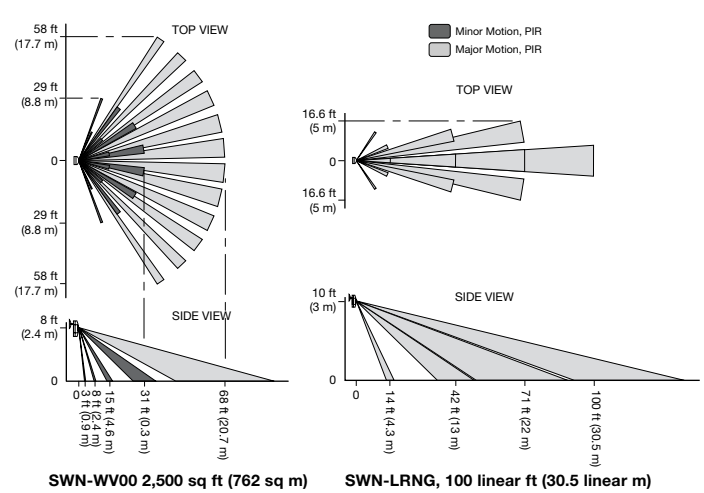 58 ft
(17.7 m)
TOP VIEW
29 ft
(8.8 m)
0
29 ft
(8.8 m)
58 ft
(17.7 m)
SIDE VIEW
8 ft
(2.4 m)
0
0
3 ft (0.9 m)
8 ft (2.4 m)
15 ft (4.6 m)
31 ft (0.3 m)
68 ft (20.7 m)
SWN-WV00 2,500 sq ft (762 sq m)
Minor Motion, PIR
Major Motion, PIR
TOP VIEW
16.6 ft
(5 m)
0
16.6 ft
(5 m)
SIDE VIEW
10 ft
(3 m)
0
0
14 ft (4.3 m)
42 ft (13 m)
71 ft (22 m)
100 ft (30.5 m)
SWN-LRNG, 100 linear ft (30.5 linear m)